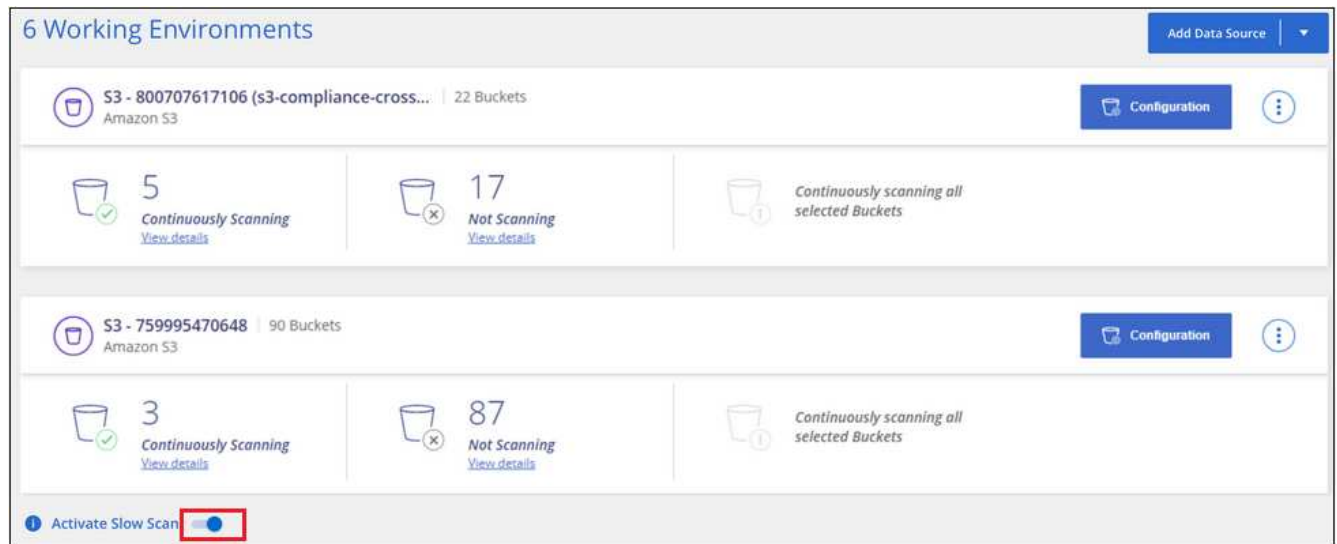 6 Working Environments
Add Data Source
S3 - 800707617106 (s3-compliance-cross... 22 Buckets
Amazon S3
Configuration
5
Continuously Scanning
View details
17
Not Scanning
View details
Continuously scanning all
selected Buckets
S3 - 759995470648 90 Buckets
Amazon S3
Configuration
3
Continuously Scanning
View details
87
Not Scanning
View details
Continuously scanning all
selected Buckets
Activate Slow Scan